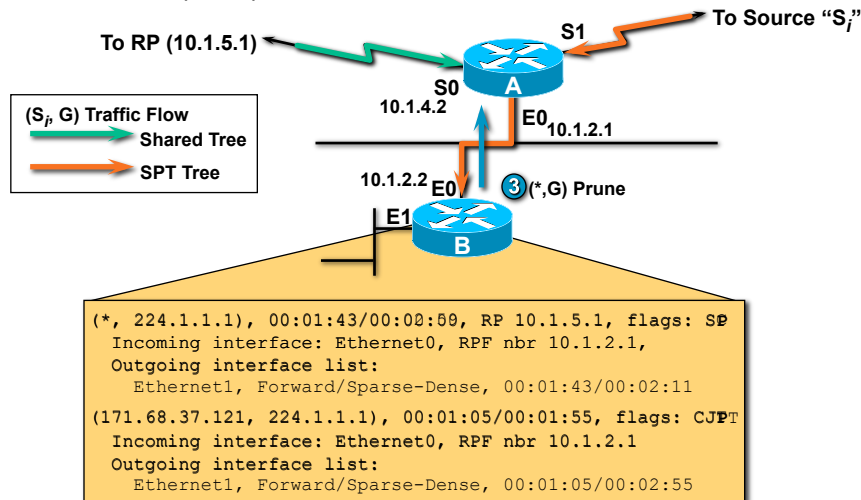 To Source “Si”
To RP (10.1.5.1)
S1
A
S0
10.1.4.2
E0
10.1.2.1
(Si, G) Traffic Flow
Shared Tree
SPT Tree
10.1.2.2
E0
3 (*,G) Prune
E1
B
(*, 224.1.1.1), 00:01:43/ RP 10.1.5.1, flags:
Incoming interface: Ethernet0, RPF nbr 10.1.2.1,
Outgoing interface list:
Ethernet1, Forward/Sparse-Dense, 00:01:43/00:02:11
(171.68.37.121, 224.1.1.1), 00:01:05/00:01:55, flags:
Incoming interface: Ethernet0, RPF nbr 10.1.2.1
Outgoing interface list:
Ethernet1, Forward/Sparse-Dense, 00:01:05/00:02:55